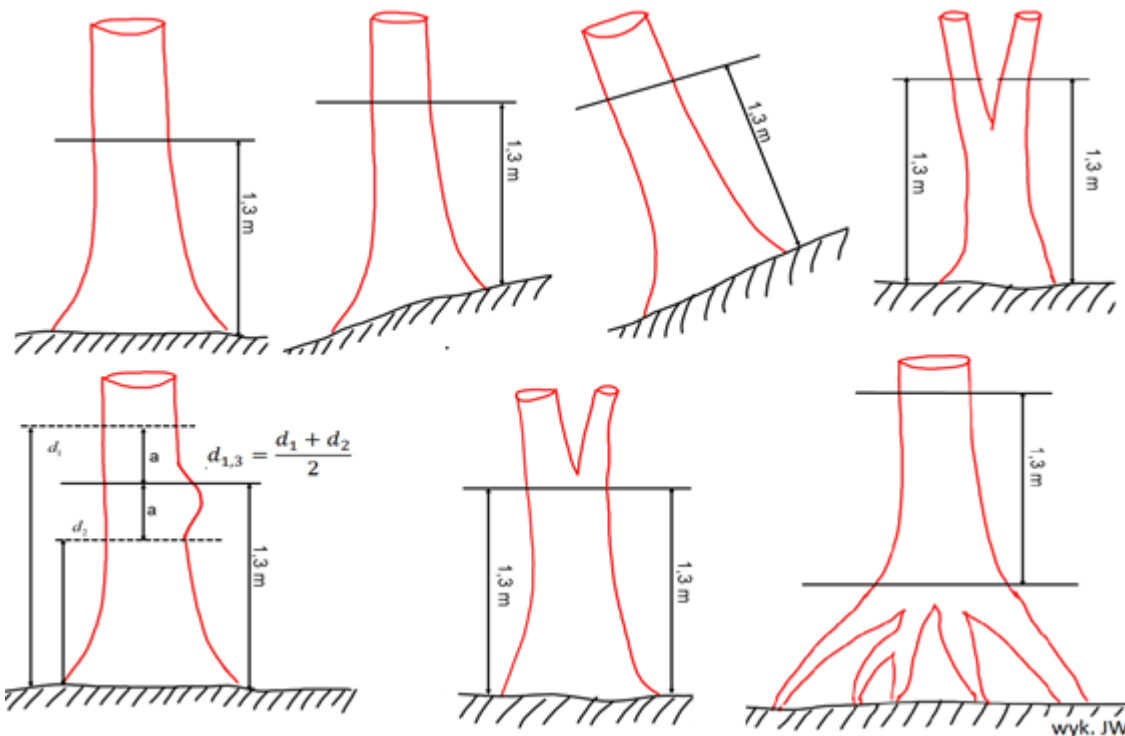 1,3 m
1,3 m
1,3 m
1,3 m
1,3 m
d₁
a
d₁,₃ = (d₁ + d₂)/2
a
d₂
1,3 m
1,3 m
1,3 m
1,3 m
wyk. JW